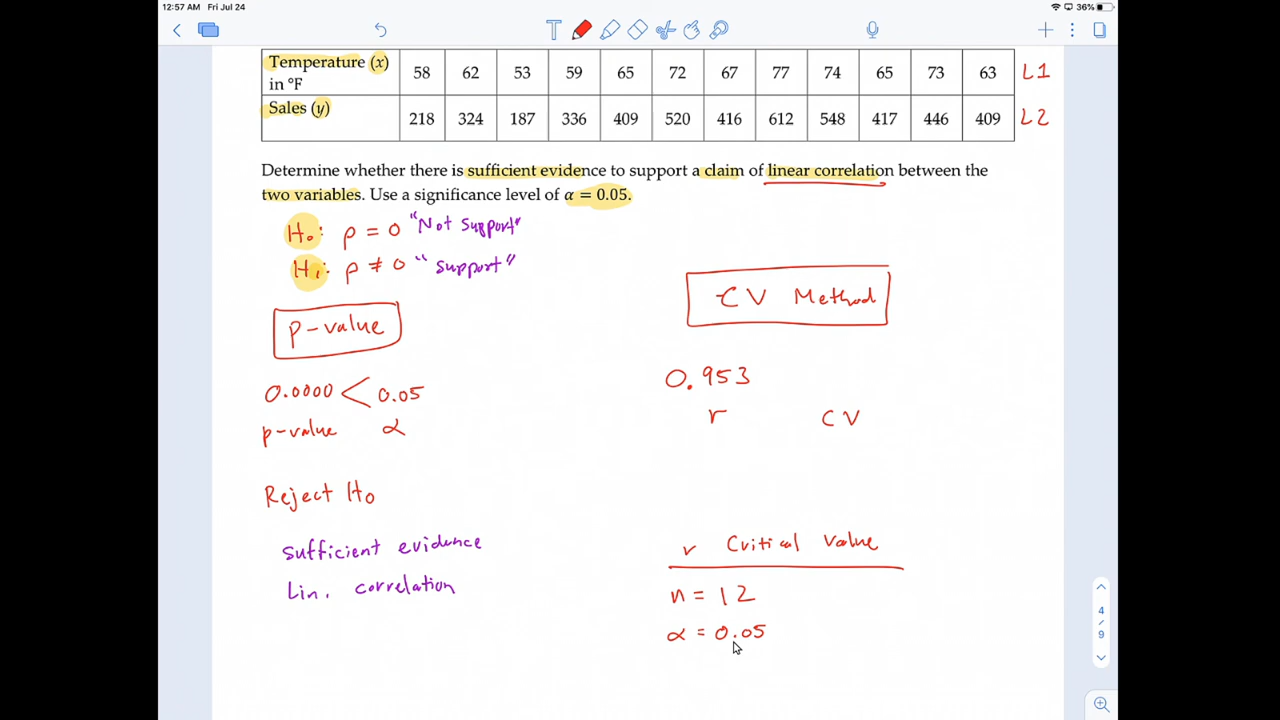 12:57 AM Fri Jul 24 36%
T
Temperature (x) in °F 58 62 53 59 65 72 67 77 74 65 73 63 L1
Sales (y) 218 324 187 336 409 520 416 612 548 417 446 409 L2
Determine whether there is sufficient evidence to support a claim of linear correlation between the
two variables. Use a significance level of α = 0.05.
H₀: ρ = 0 "Not Support"
H₁: ρ ≠ 0 "Support"
CV Method
P-value
0.953
r CV
0.0000 < 0.05
p-value α
Reject H₀
Sufficient evidence
Lin. correlation
r Critical Value
n = 12
α = 0.05
4
/
9